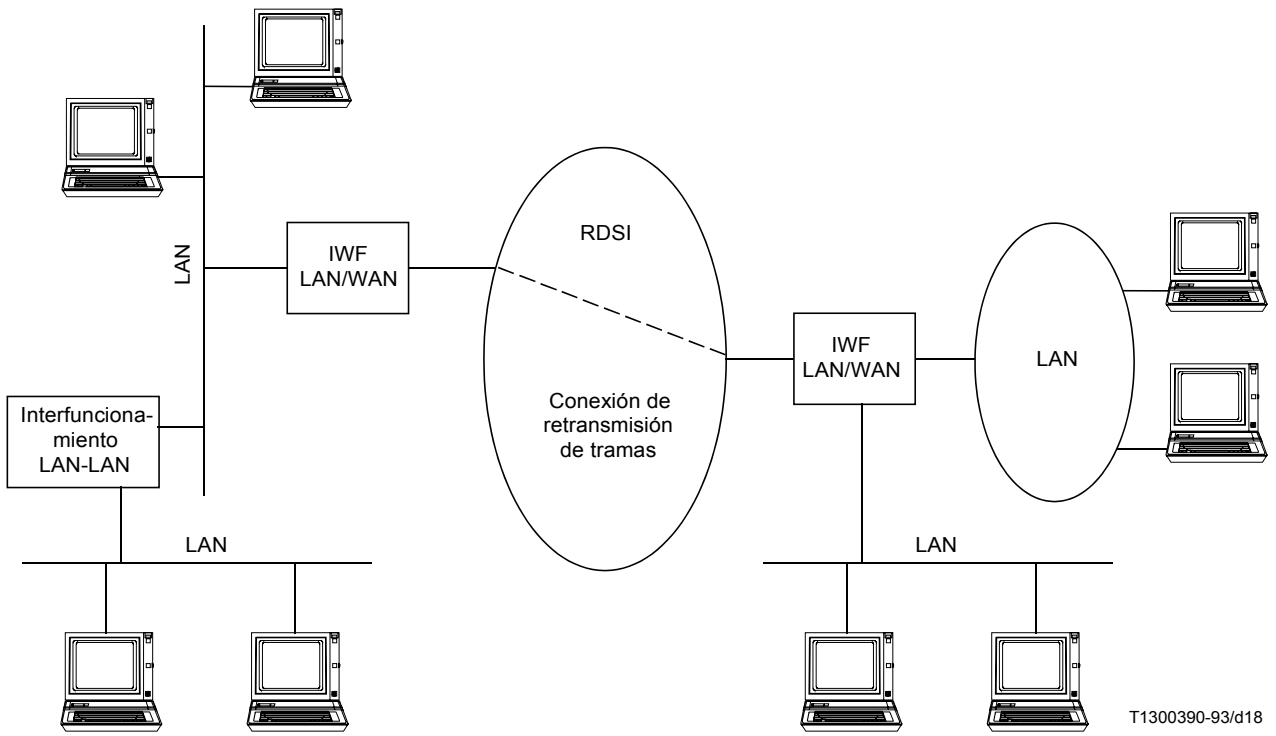 LAN
IWF
LAN/WAN
RDSI
Conexión de
retransmisión
de tramas
IWF
LAN/WAN
LAN
Interfunciona-
miento
LAN-LAN
LAN
LAN
T1300390-93/d18